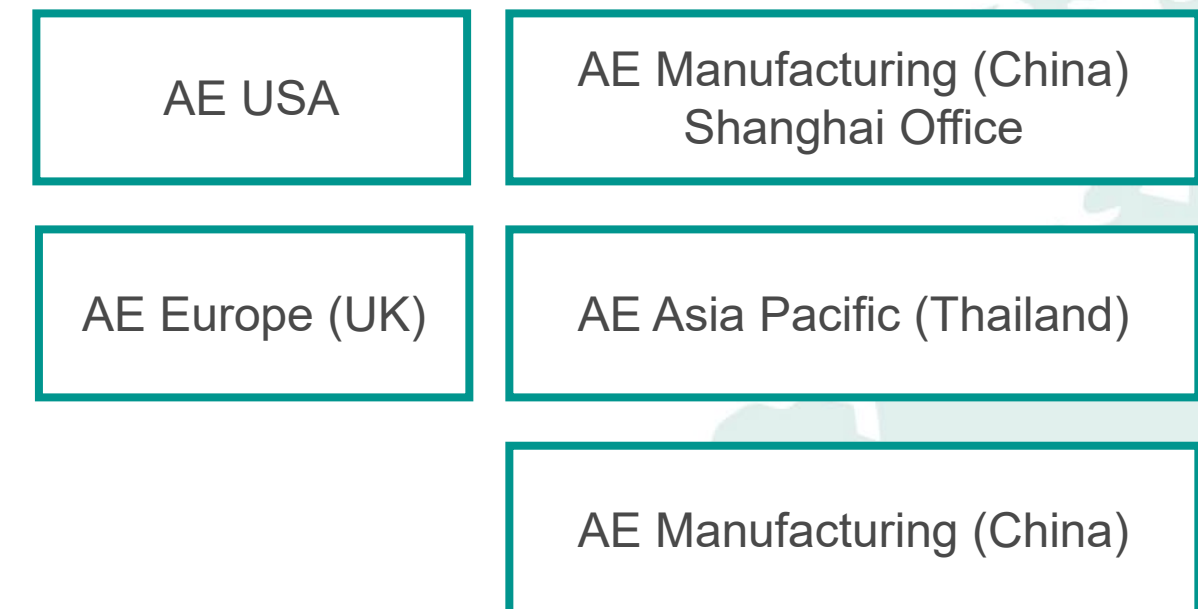 AE USA
AE Manufacturing (China)
Shanghai Office
AE Europe (UK)
AE Asia Pacific (Thailand)
AE Manufacturing (China)